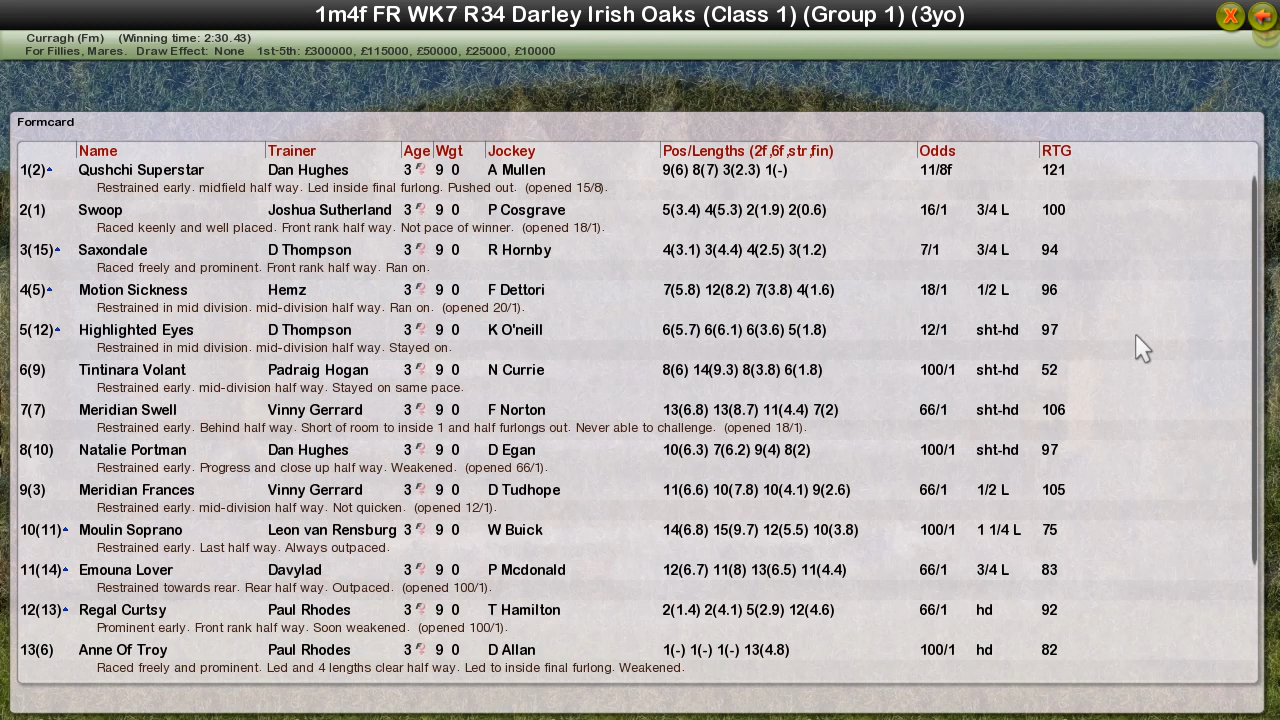 1m4f FR WK7 R34 Darley Irish Oaks (Class 1) (Group 1) (3yo)
Curragh (Fm) (Winning time: 2:30.43)
For Fillies, Mares. Draw Effect: None 1st-5th: £300000, £115000, £50000, £25000, £10000
Formcard
Name Trainer Age Wgt Jockey Pos/Lengths (2f,6f,str,fin) Odds RTG
1(2) Qushchi Superstar Dan Hughes 3 9 0 A Mullen 9(6) 8(7) 3(2.3) 1(-) 11/8f 121
Restrained early. midfield half way. Led inside final furlong. Pushed out. (opened 15/8).
2(1) Swoop Joshua Sutherland 3 9 0 P Cosgrave 5(3.4) 4(5.3) 2(1.9) 2(0.6) 16/1 3/4 L 100
Raced keenly and well placed. Front rank half way. Not pace of winner. (opened 18/1).
3(15) Saxondale D Thompson 3 9 0 R Hornby 4(3.1) 3(4.4) 4(2.5) 3(1.2) 7/1 3/4 L 94
Raced freely and prominent. Front rank half way. Ran on.
4(5) Motion Sickness Hemz 3 9 0 F Dettori 7(5.8) 12(8.2) 7(3.8) 4(1.6) 18/1 1/2 L 96
Restrained in mid division. mid-division half way. Ran on. (opened 20/1).
5(12) Highlighted Eyes D Thompson 3 9 0 K O'neill 6(5.7) 6(6.1) 6(3.6) 5(1.8) 12/1 sht-hd 97
Restrained in mid division. mid-division half way. Stayed on.
6(9) Tintinara Volant Padraig Hogan 3 9 0 N Currie 8(6) 14(9.3) 8(3.8) 6(1.8) 100/1 sht-hd 52
Restrained early. mid-division half way. Stayed on same pace.
7(7) Meridian Swell Vinny Gerrard 3 9 0 F Norton 13(6.8) 13(8.7) 11(4.4) 7(2) 66/1 sht-hd 106
Restrained early. Behind half way. Short of room to inside 1 and half furlongs out. Never able to challenge. (opened 18/1).
8(10) Natalie Portman Dan Hughes 3 9 0 D Egan 10(6.3) 7(6.2) 9(4) 8(2) 100/1 sht-hd 97
Restrained early. Progress and close up half way. Weakened. (opened 66/1).
9(3) Meridian Frances Vinny Gerrard 3 9 0 D Tudhope 11(6.6) 10(7.8) 10(4.1) 9(2.6) 66/1 1/2 L 105
Restrained early. mid-division half way. Not quicken. (opened 12/1).
10(11) Moulin Soprano Leon van Rensburg 3 9 0 W Buick 14(6.8) 15(9.7) 12(5.5) 10(3.8) 100/1 1 1/4 L 75
Restrained early. Last half way. Always outpaced.
11(14) Emouna Lover Davylad 3 9 0 P Mcdonald 12(6.7) 11(8) 13(6.5) 11(4.4) 66/1 3/4 L 83
Restrained towards rear. Rear half way. Outpaced. (opened 100/1).
12(13) Regal Curtsy Paul Rhodes 3 9 0 T Hamilton 2(1.4) 2(4.1) 5(2.9) 12(4.6) 66/1 hd 92
Prominent early. Front rank half way. Soon weakened. (opened 100/1).
13(6) Anne Of Troy Paul Rhodes 3 9 0 D Allan 1(-) 1(-) 1(-) 13(4.8) 100/1 hd 82
Raced freely and prominent. Led and 4 lengths clear half way. Led to inside final furlong. Weakened.